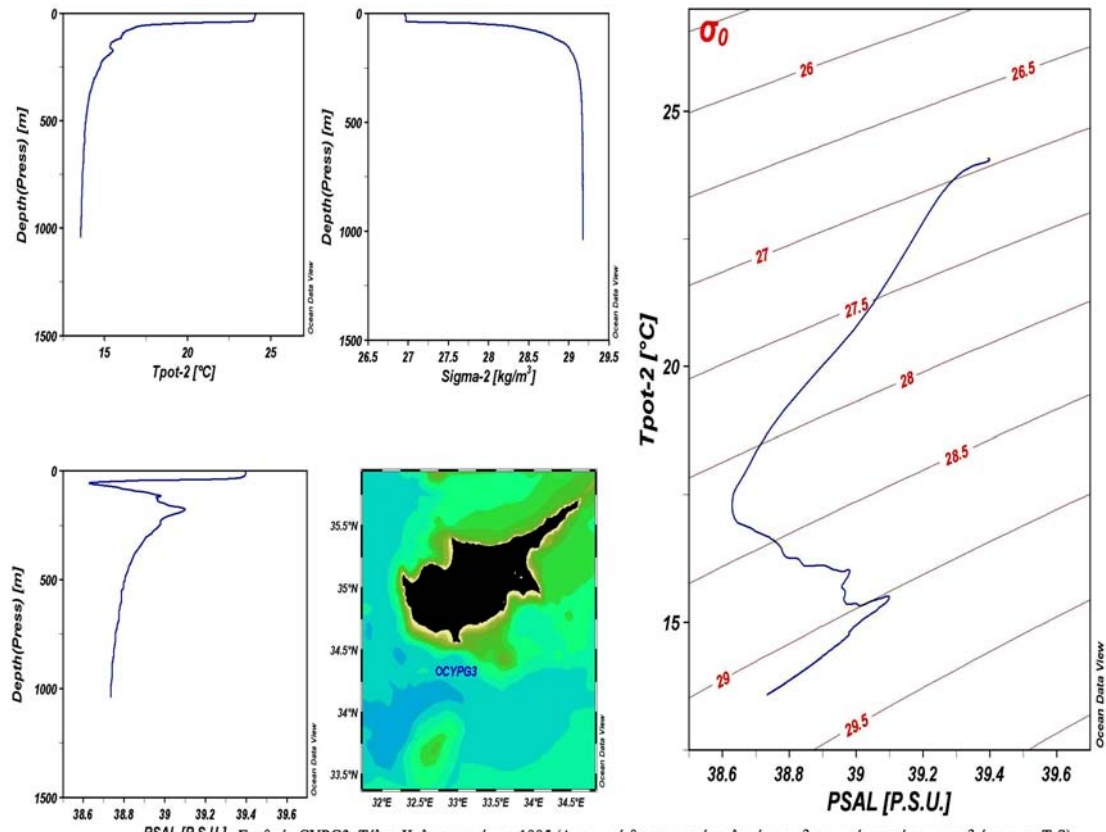 0
500
1000
1500
Depth(Press) [m]
15
20
25
Tpot-2 [°C]
Ocean Data View
0
500
1000
1500
Depth(Press) [m]
26.5
27
27.5
28
28.5
29
29.5
Sigma-2 [kg/m³]
Ocean Data View
σ₀
26
26.5
27
27.5
28
28.5
29
29.5
25
20
15
Tpot-2 [°C]
38.6
38.8
39
39.2
39.4
39.6
PSAL [P.S.U.]
Ocean Data View
0
500
1000
1500
Depth(Press) [m]
38.6
38.8
39
39.2
39.4
39.6
Ocean Data View
35.5°N
35°N
34.5°N
34°N
33.5°N
CYPG3
32°E
32.5°E
33°E
33.5°E
34°E
34.5°E
Ocean Data View
PSAL [P.S.U.]
CYPG3, 1995 T-S)